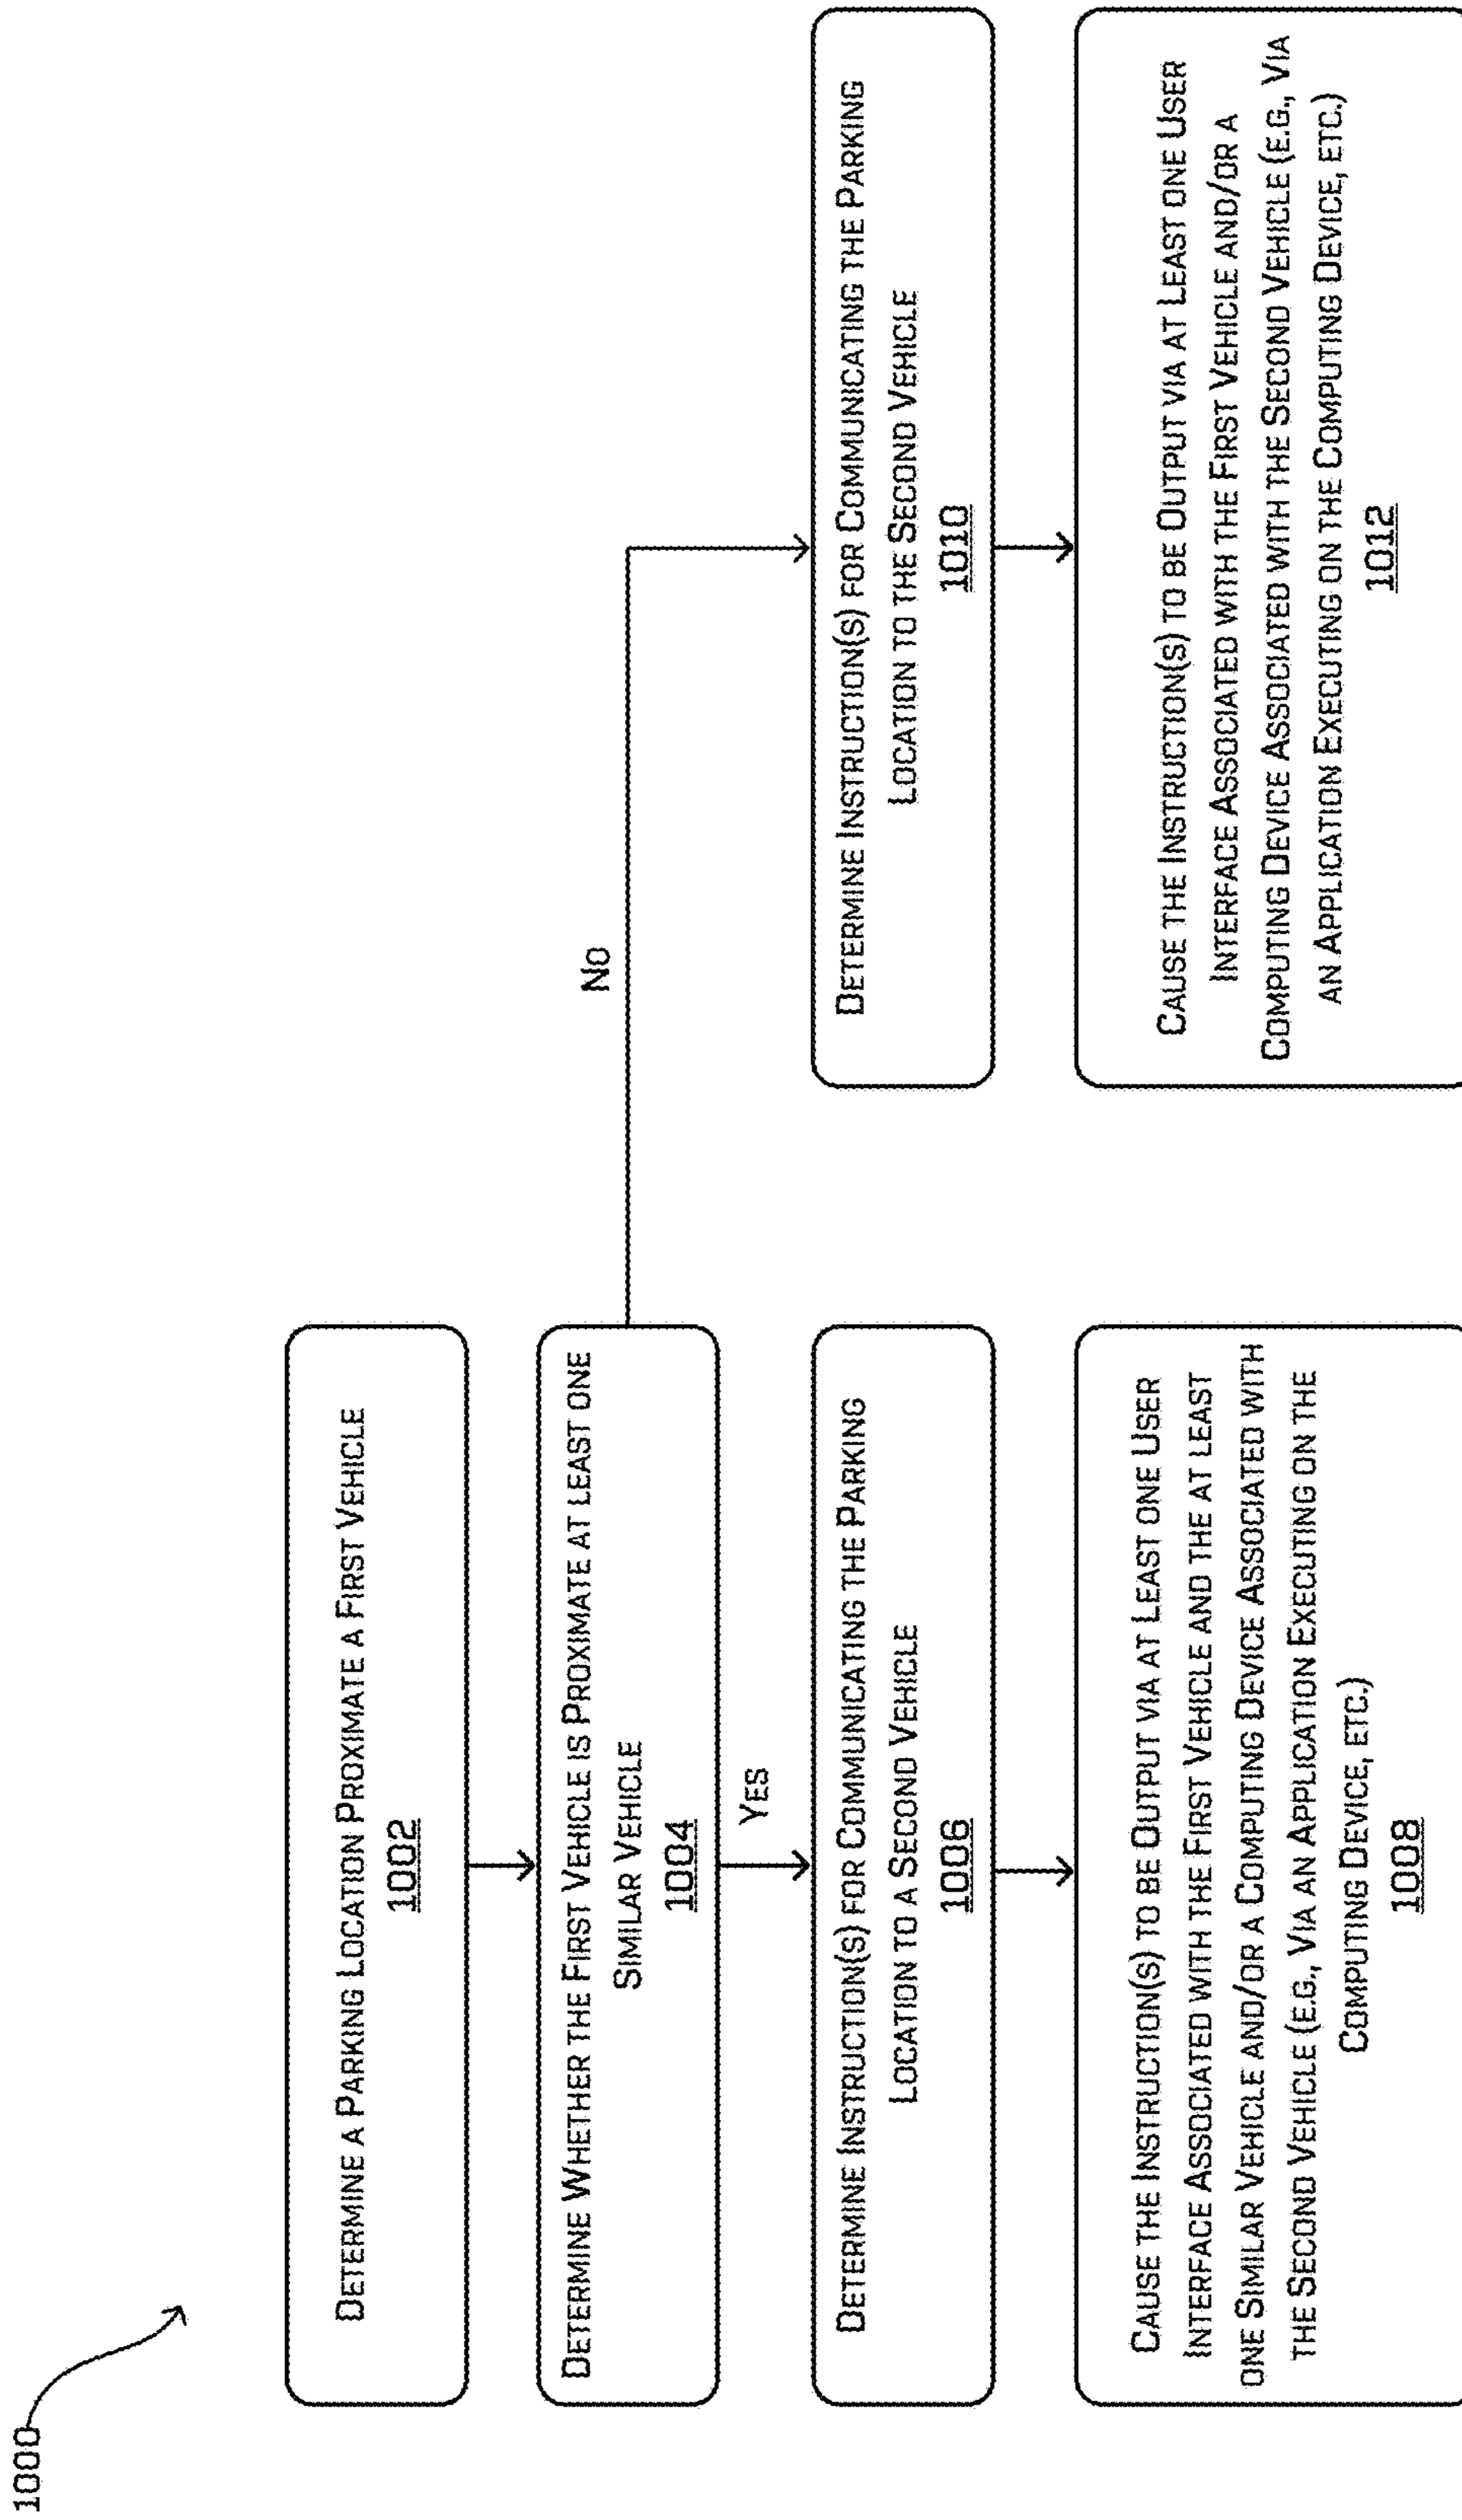 1000
Determine a Parking Location Proximate a First Vehicle
1002
Determine Whether the First Vehicle is Proximate at least one
Similar Vehicle
1004
Yes
No
Determine Instruction(s) for Communicating the Parking
Location to a Second Vehicle
1006
Cause the Instruction(s) to be Output via at Least one User
Interface Associated with the First Vehicle and the at least
one Similar Vehicle and/or a Computing Device Associated with
the Second Vehicle (e.g., Via an Application Executing on the
Computing Device, etc.)
1008
Determine Instruction(s) for Communicating the Parking
Location to the Second Vehicle
1010
Cause the Instruction(s) to be Output via at Least one User
Interface Associated with the First Vehicle and/or a
Computing Device Associated with the Second Vehicle (e.g., Via
an Application Executing on the Computing Device, etc.)
1012